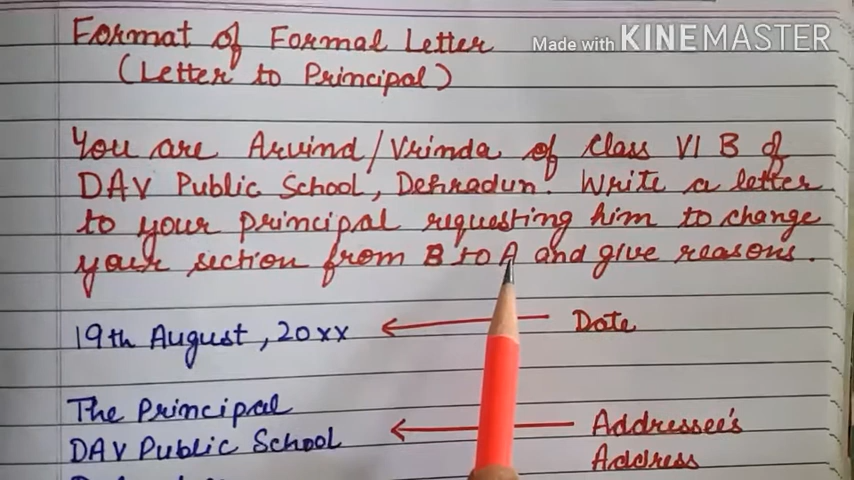 Format of Formal Letter
Made with KINEMASTER
(Letter to Principal)
You are Arvind/Vrinda of Class VI B of
DAV Public School, Dehradun. Write a letter
to your principal requesting him to change
your section from B to A and give reasons.
19th August, 20xx
Date
The Principal
DAV Public School
Addressee's
Address